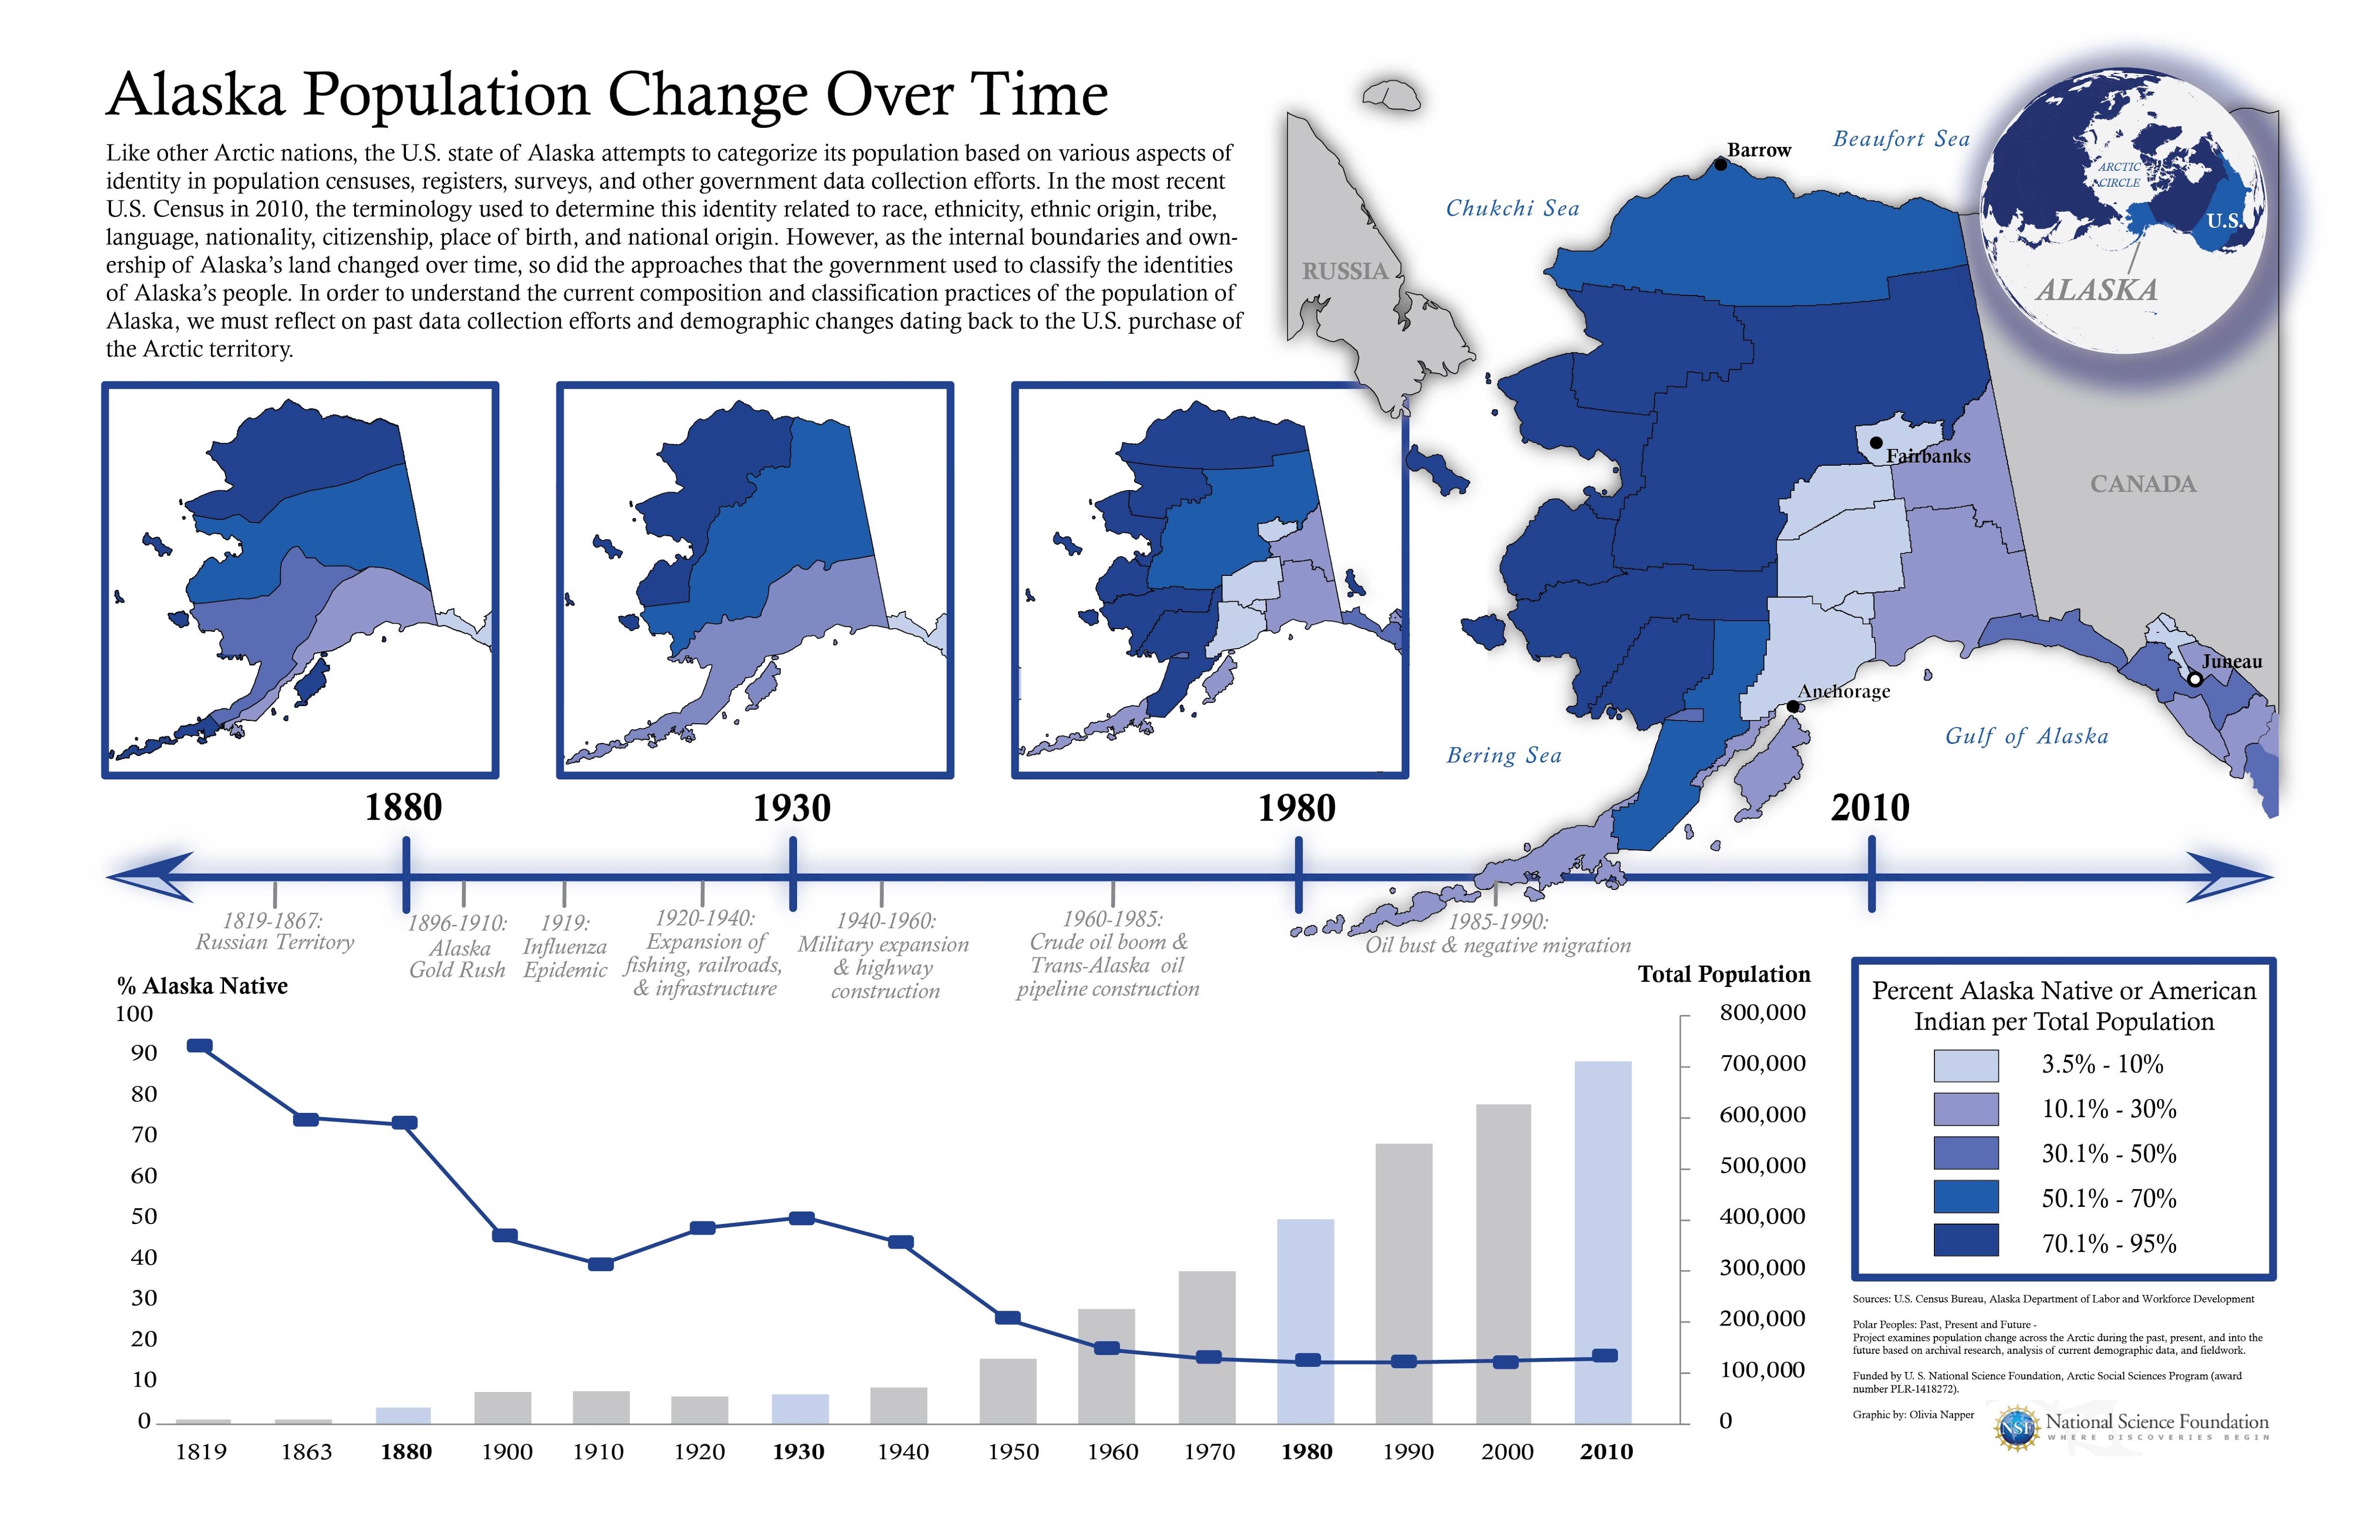 Alaska Population Change Over Time
Like other Arctic nations, the U.S. state of Alaska attempts to categorize its population based on various aspects of
identity in population censuses, registers, surveys, and other government data collection efforts. In the most recent
U.S. Census in 2010, the terminology used to determine this identity related to race, ethnicity, ethnic origin, tribe,
language, nationality, citizenship, place of birth, and national origin. However, as the internal boundaries and own-
ership of Alaska's land changed over time, so did the approaches that the government used to classify the identities
of Alaska's people. In order to understand the current composition and classification practices of the population of
Alaska, we must reflect on past data collection efforts and demographic changes dating back to the U.S. purchase of
the Arctic territory.
Barrow
Beaufort Sea
Chukchi Sea
RUSSIA
ARCTIC
CIRCLE
U.S.
ALASKA
Fairbanks
CANADA
Juneau
Anchorage
Gulf of Alaska
Bering Sea
1880
1930
1980
2010
1819-1867:
Russian Territory
1896-1910:
Alaska
Gold Rush
1919:
Influenza
Epidemic
1920-1940:
Expansion of
fishing, railroads,
& infrastructure
1940-1960:
Military expansion
& highway
construction
1960-1985:
Crude oil boom &
Trans-Alaska oil
pipeline construction
1985-1990:
Oil bust & negative migration
% Alaska Native
100
90
80
70
60
50
40
30
20
10
0
Total Population
800,000
700,000
600,000
500,000
400,000
300,000
200,000
100,000
0
1819 1863 1880 1900 1910 1920 1930 1940 1950 1960 1970 1980 1990 2000 2010
Percent Alaska Native or American
Indian per Total Population
3.5% - 10%
10.1% - 30%
30.1% - 50%
50.1% - 70%
70.1% - 95%
Sources: U.S. Census Bureau, Alaska Department of Labor and Workforce Development
Polar Peoples: Past, Present and Future -
Project examines population change across the Arctic during the past, present, and into the
future based on archival research, analysis of current demographic data, and fieldwork.
Funded by U. S. National Science Foundation, Arctic Social Sciences Program (award
number PLR-1418272).
Graphic by: Olivia Napper
NSF
National Science Foundation
WHERE DISCOVERIES BEGIN